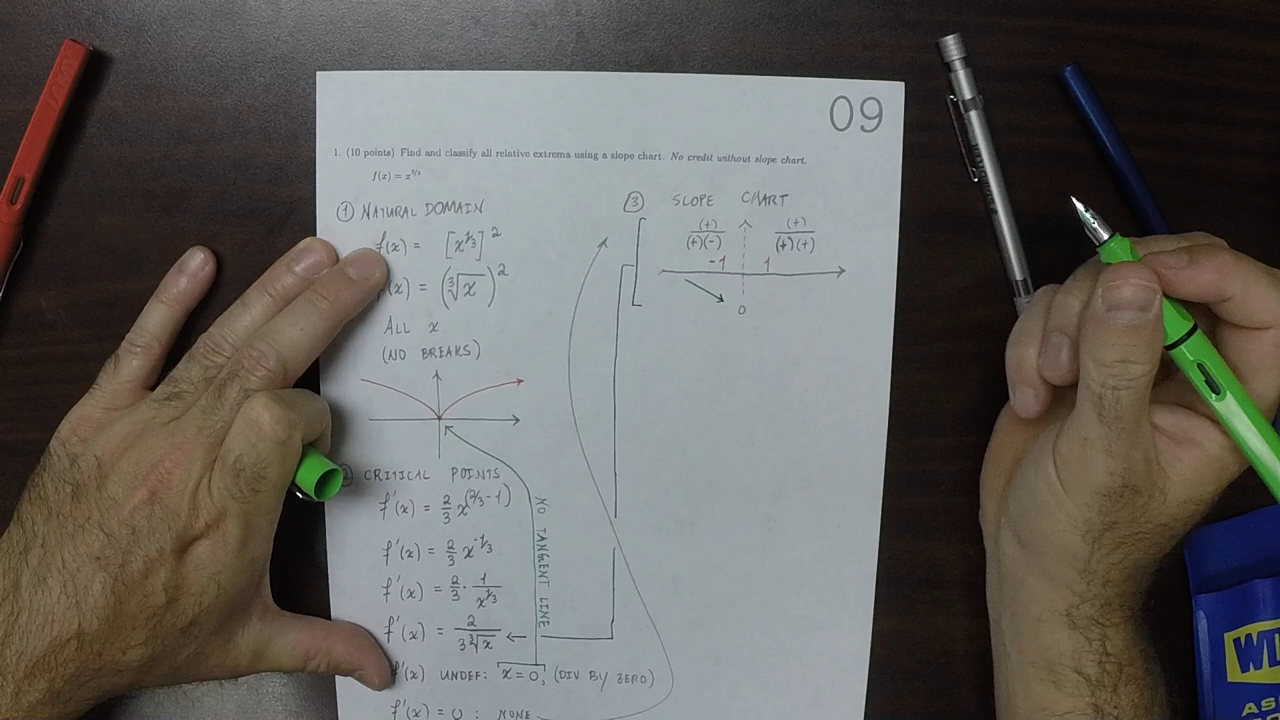 09
1. (10 points) Find and classify all relative extrema using a slope chart. No credit without slope chart.
f(x) = x^{2/3}
① NATURAL DOMAIN
f(x) = [x^{1/3}]^2
(x) = (∛x)^2
ALL x
(NO BREAKS)
CRITICAL POINTS
f'(x) = 2/3 x^{(2/3 - 1)}
f'(x) = 2/3 x^{-1/3}
f'(x) = 2/3 · 1/x^{1/3}
f'(x) = 2/(3∛x) ←
f'(x) UNDEF: x = 0, (DIV BY ZERO)
f'(x) = 0 : NONE
NO TANGENT LINE
③ SLOPE CHART
(+)/(+)(-) (+)/(+)(+)
-1 1
0
WD
AS